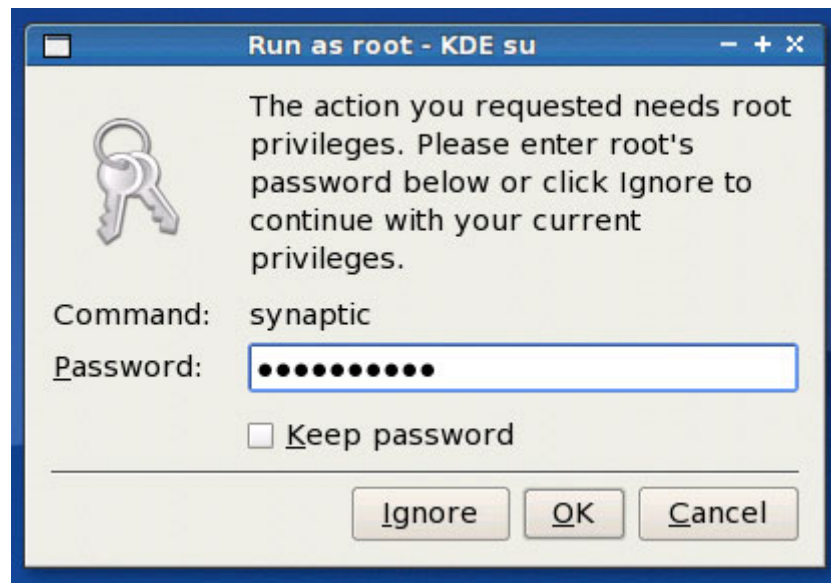 Run as root - KDE su
The action you requested needs root
privileges. Please enter root's
password below or click Ignore to
continue with your current
privileges.
Command: synaptic
Password: ●●●●●●●●●●
Keep password
Ignore OK Cancel